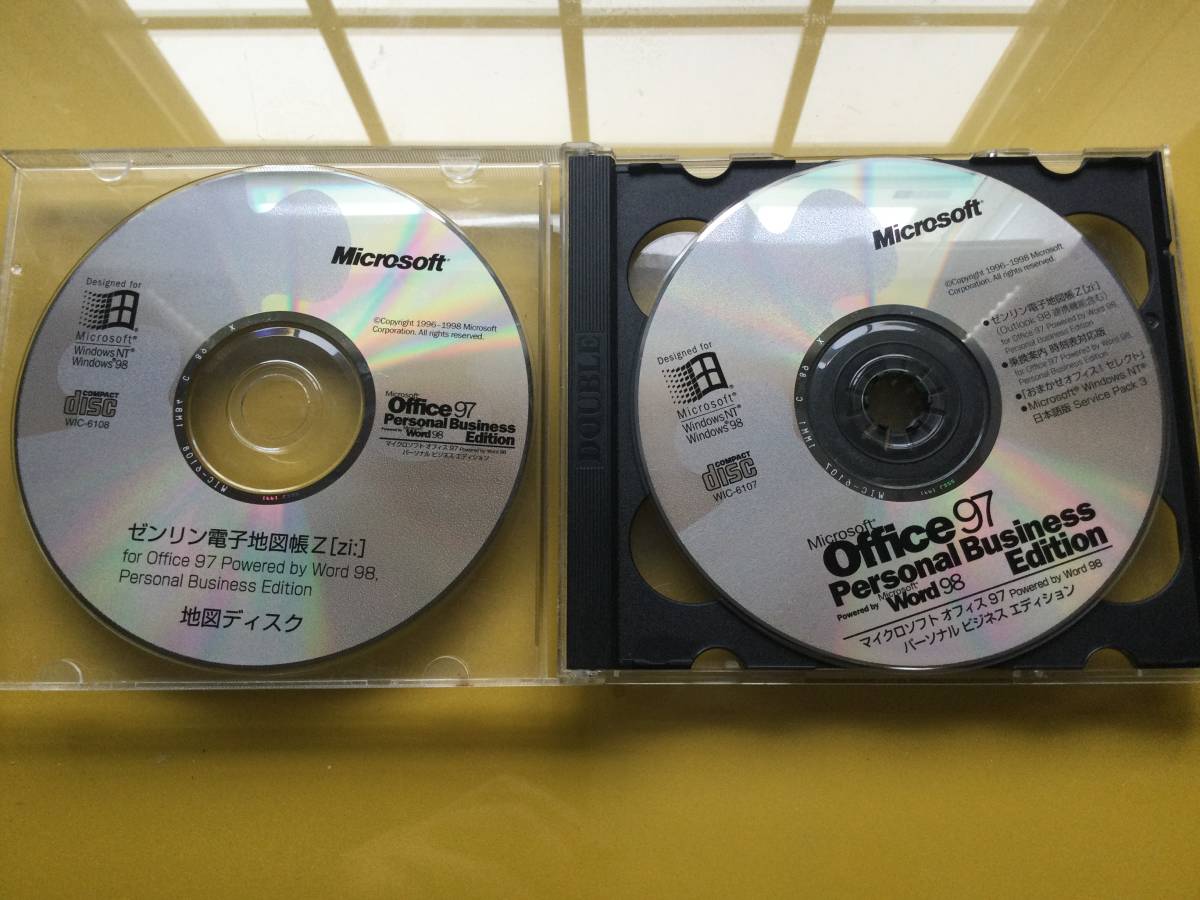 Microsoft
Designed for
Microsoft®
Windows NT®
Windows®98
©Copyright 1996-1998 Microsoft
Corporation. All rights reserved.
COMPACT
disc
WIC-6108
Microsoft®
Office 97
Personal Business
Edition
Powered by Word 98
マイクロソフト オフィス 97 Powered by Word 98
パーソナル ビジネス エディション
ゼンリン電子地図帳Z[zi:]
for Office 97 Powered by Word 98,
Personal Business Edition
地図ディスク
DOUBLE
Microsoft
©Copyright 1996-1998 Microsoft
Corporation. All rights reserved.
●ゼンリン電子地図帳Z[zi:]
(Outlook 98 連携機能含む)
for Office 97 Powered by Word 98,
Personal Business Edition
●乗換案内 時刻表対応版
for Office 97 Powered by Word 98,
Personal Business Edition
●「おまかせオフィス! セレクト」
●Microsoft® Windows NT®
日本語版 Service Pack 3
Designed for
Microsoft®
Windows NT®
Windows®98
COMPACT
disc
WIC-6107
Microsoft®
Office 97
Personal Business
Edition
Powered by Microsoft® Word 98
マイクロソフト オフィス 97 Powered by Word 98
パーソナル ビジネス エディション